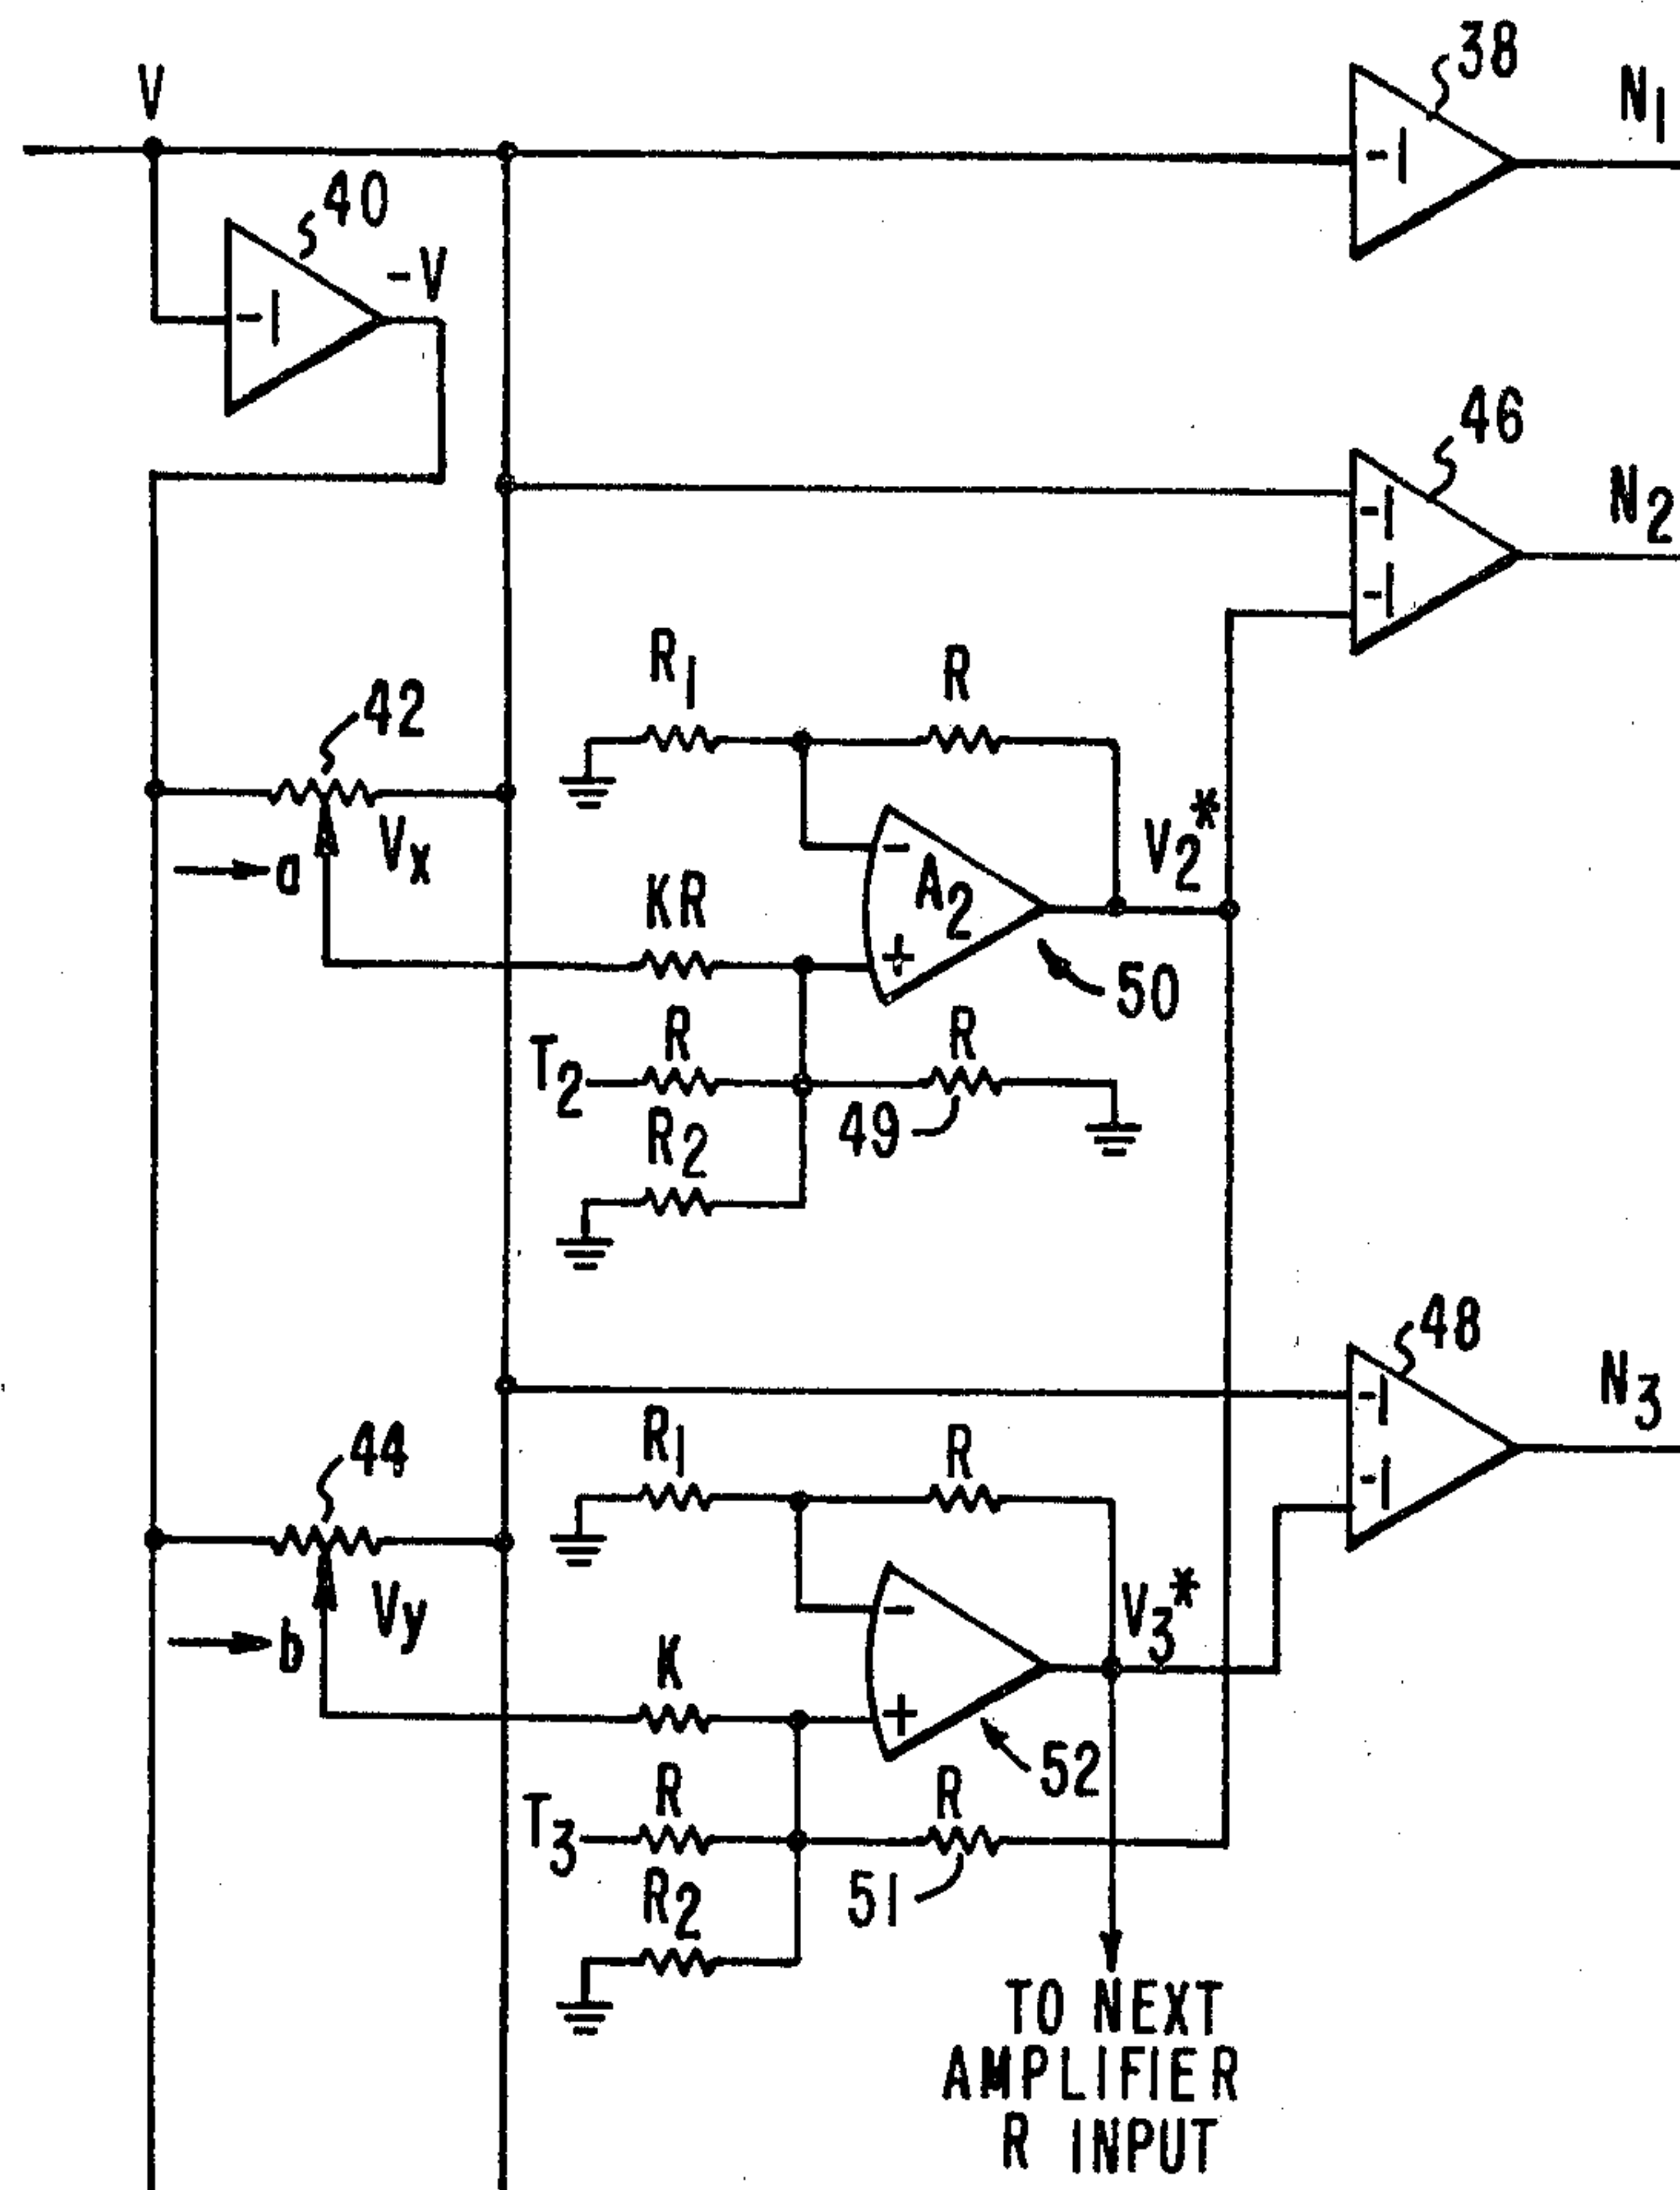 V
38
N1
40
-V
-1
-1
46
N2
-1
-1
R1
R
42
Vx
a
V2*
-
A2
+
KR
50
T2
R
R
49
R2
48
N3
-1
-1
R1
R
44
Vy
b
V3*
-
+
K
52
T3
R
R
51
R2
TO NEXT
AMPLIFIER
R INPUT